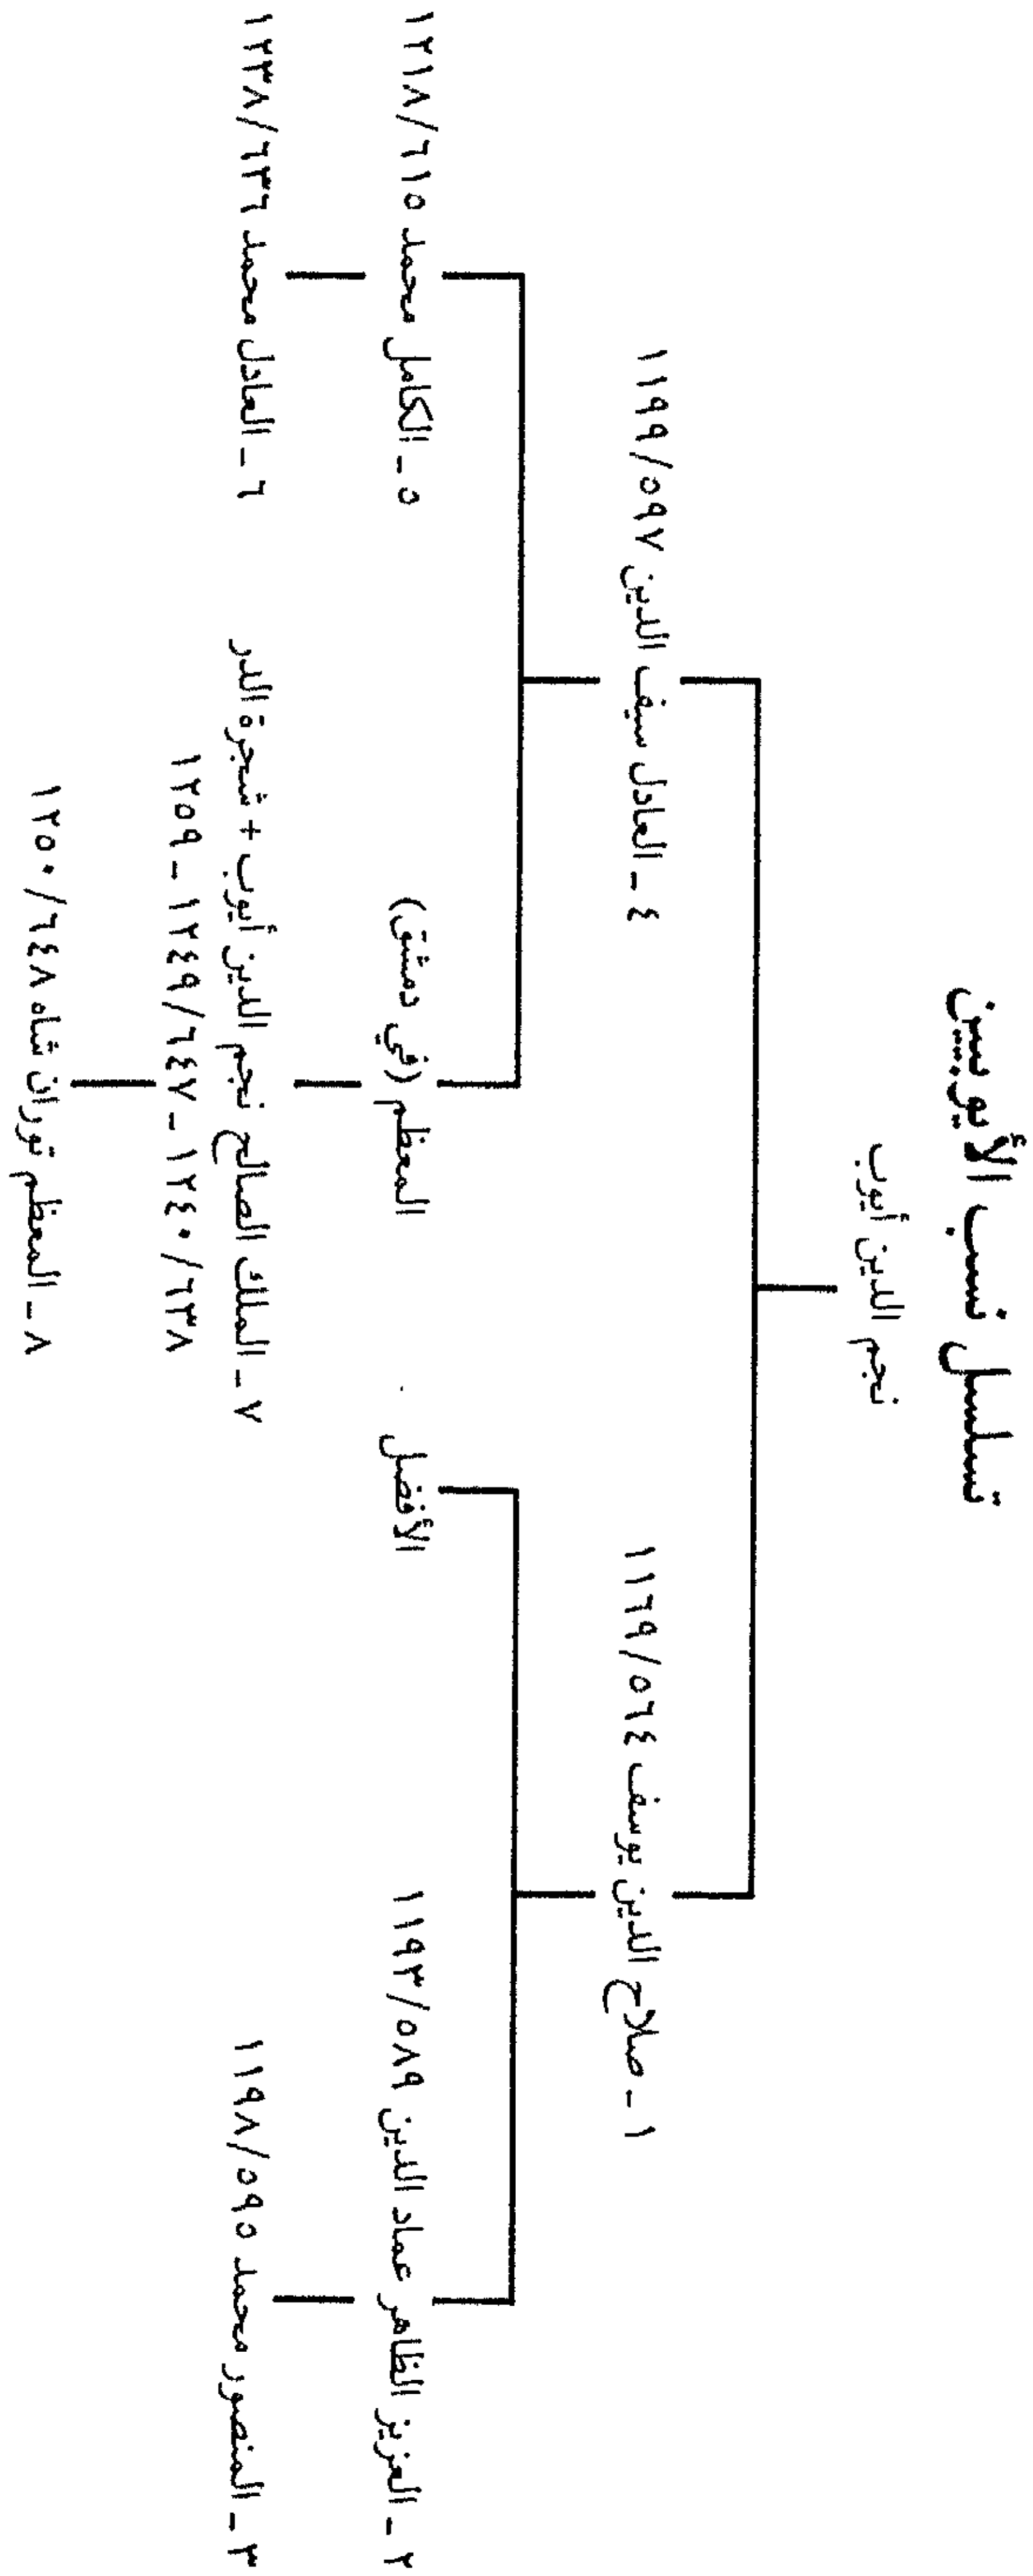 تسلسل نسب الأيوبيين
نجم الدين أيوب
١ - صلاح الدين يوسف ١١٦٩/٥٦٤
٤ - العادل سيف الدين ١١٩٩/٥٩٧
٢ - العزيز الظاهر عماد الدين ١١٩٣/٥٨٩
الأفضل
المعظم (في دمشق)
٥ - الكامل محمد ١٢١٨/٦١٥
٣ - المنصور محمد ١١٩٨/٥٩٥
٧ - الملك الصالح نجم الدين أيوب + شجرة الدر
١٢٤٠/٦٣٨ - ١٢٤٩/٦٤٧ - ١٢٥٩
٦ - العادل محمد ١٢٣٨/٦٣٦
٨ - المعظم توران شاه ١٢٥٠/٦٤٨